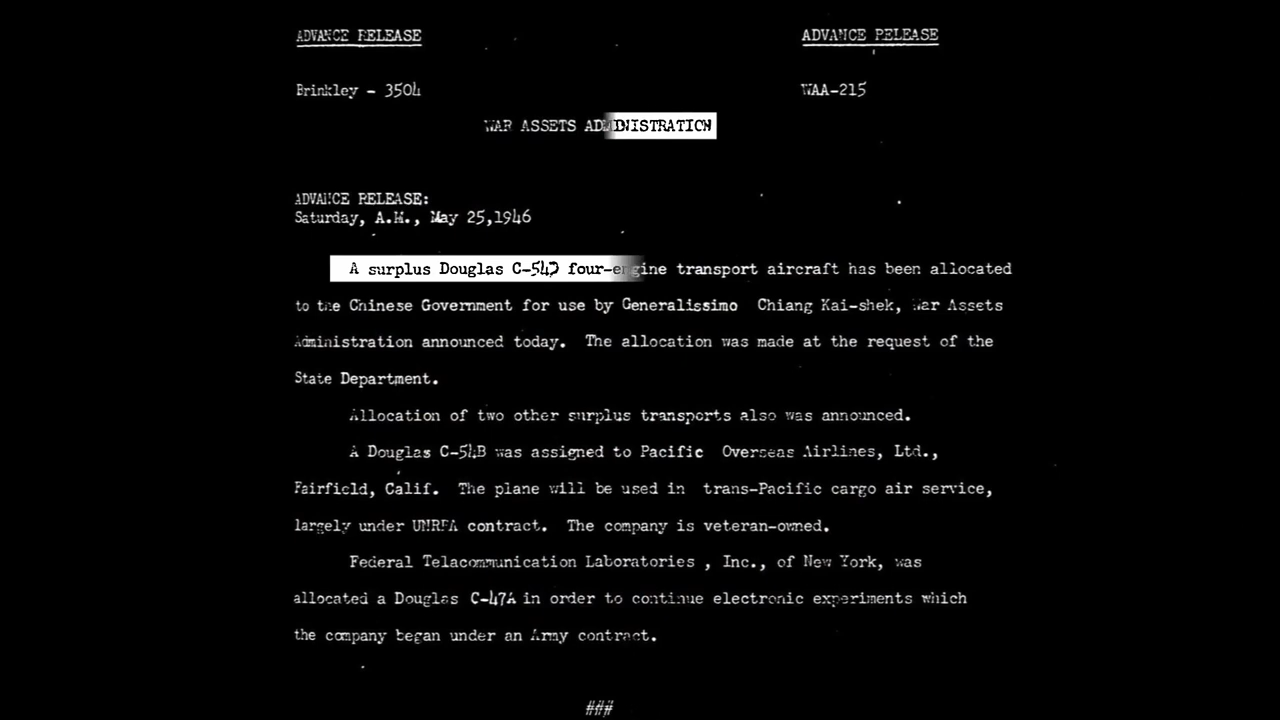 ADVANCE RELEASE ADVANCE RELEASE
Brinkley - 3504 WAA-215
WAR ASSETS ADMINISTRATION
ADVANCE RELEASE:
Saturday, A.M., May 25,1946
A surplus Douglas C-54D four-engine transport aircraft has been allocated
to the Chinese Government for use by Generalissimo Chiang Kai-shek, War Assets
Administration announced today. The allocation was made at the request of the
State Department.
Allocation of two other surplus transports also was announced.
A Douglas C-54B was assigned to Pacific Overseas Airlines, Ltd.,
Fairfield, Calif. The plane will be used in trans-Pacific cargo air service,
largely under UNRRA contract. The company is veteran-owned.
Federal Telecommunication Laboratories , Inc., of New York, was
allocated a Douglas C-47A in order to continue electronic experiments which
the company began under an Army contract.
###